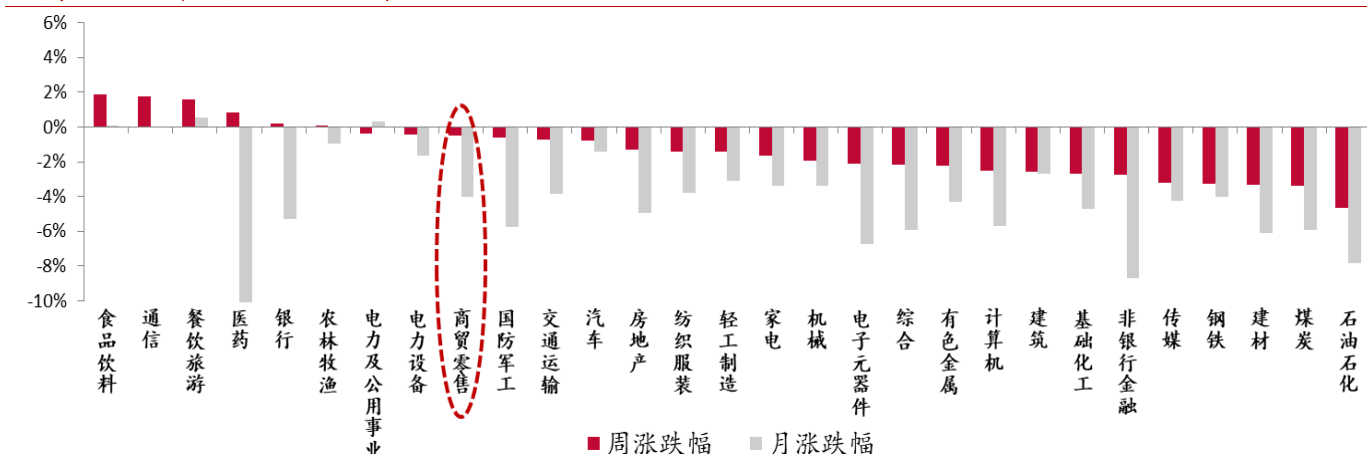 6%
4%
2%
0%
-2%
-4%
-6%
-8%
-10%
食品饮料
通信
餐饮旅游
医药
银行
农林牧渔
电力及公用事业
电力设备
商贸零售
国防军工
交通运输
汽车
房地产
纺织服装
轻工制造
家电
机械
电子元器件
综合
有色金属
计算机
建筑
基础化工
非银行金融
传媒
钢铁
建材
煤炭
石油石化
周涨跌幅
月涨跌幅